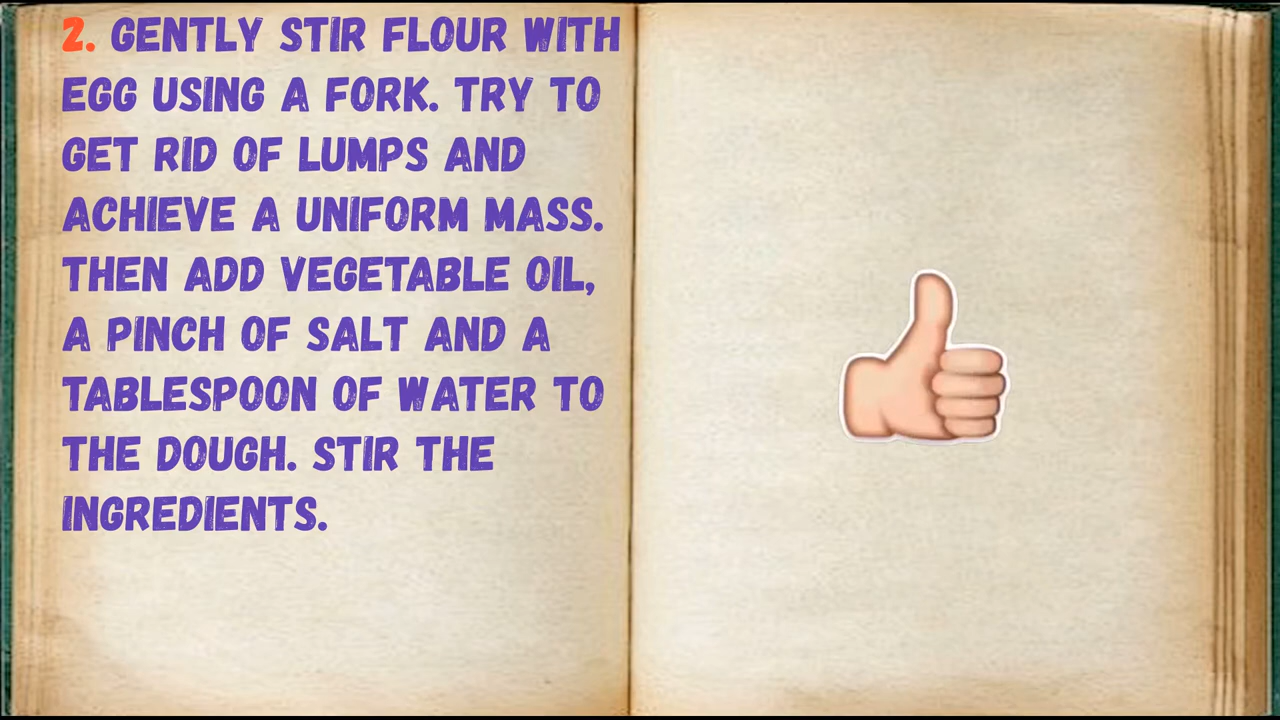 2. GENTLY STIR FLOUR WITH
EGG USING A FORK. TRY TO
GET RID OF LUMPS AND
ACHIEVE A UNIFORM MASS.
THEN ADD VEGETABLE OIL,
A PINCH OF SALT AND A
TABLESPOON OF WATER TO
THE DOUGH. STIR THE
INGREDIENTS.